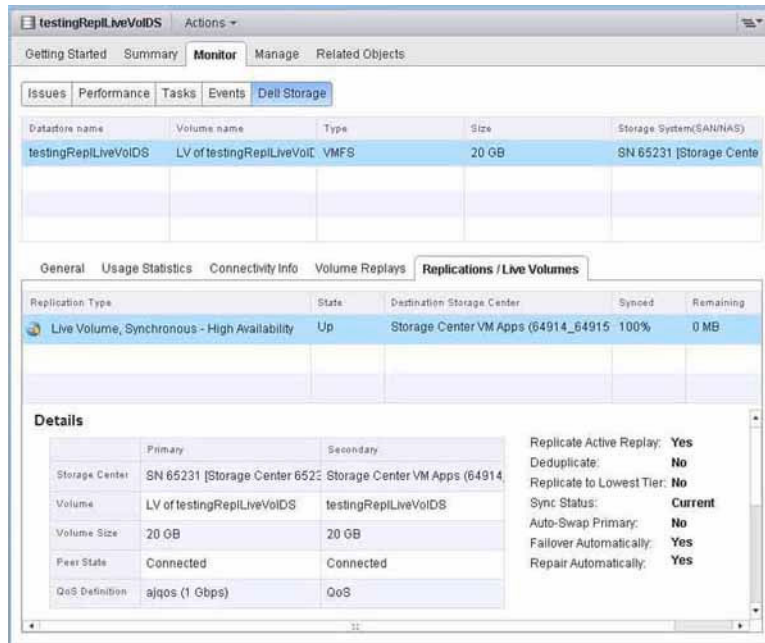 testingReplLiveVolDS Actions
Getting Started Summary Monitor Manage Related Objects
Issues Performance Tasks Events Dell Storage
Datastore name Volume name Type Size Storage System(SAN/NAS)
testingReplLiveVolDS LV of testingReplLiveVolD VMFS 20 GB SN 65231 [Storage Cente
General Usage Statistics Connectivity Info Volume Replays Replications / Live Volumes
Replication Type State Destination Storage Center Synced Remaining
Live Volume, Synchronous - High Availability Up Storage Center VM Apps (64914_64915 100% 0 MB
Details
Primary Secondary
Storage Center SN 65231 [Storage Center 6523 Storage Center VM Apps (64914_
Volume LV of testingReplLiveVolDS testingReplLiveVolDS
Volume Size 20 GB 20 GB
Peer State Connected Connected
QoS Definition ajqos (1 Gbps) QoS
Replicate Active Replay: Yes
Deduplicate: No
Replicate to Lowest Tier: No
Sync Status: Current
Auto-Swap Primary: No
Failover Automatically: Yes
Repair Automatically: Yes